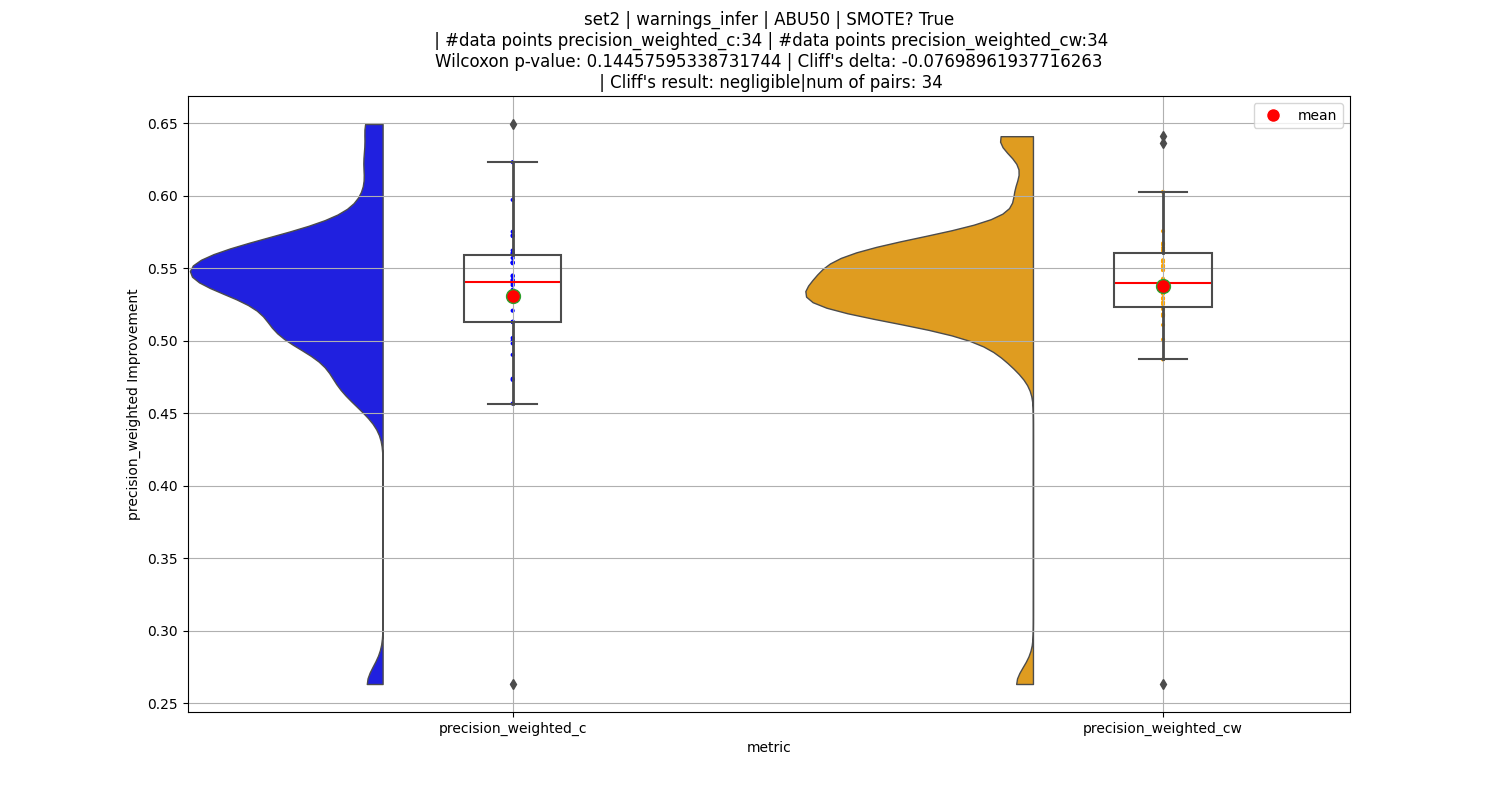 set2 | warnings_infer | ABU50 | SMOTE? True
| #data points precision_weighted_c:34 | #data points precision_weighted_cw:34
Wilcoxon p-value: 0.14457595338731744 | Cliff's delta: -0.07698961937716263
| Cliff's result: negligible|num of pairs: 34
mean
precision_weighted Improvement
0.65
0.60
0.55
0.50
0.45
0.40
0.35
0.30
0.25
precision_weighted_c
precision_weighted_cw
metric